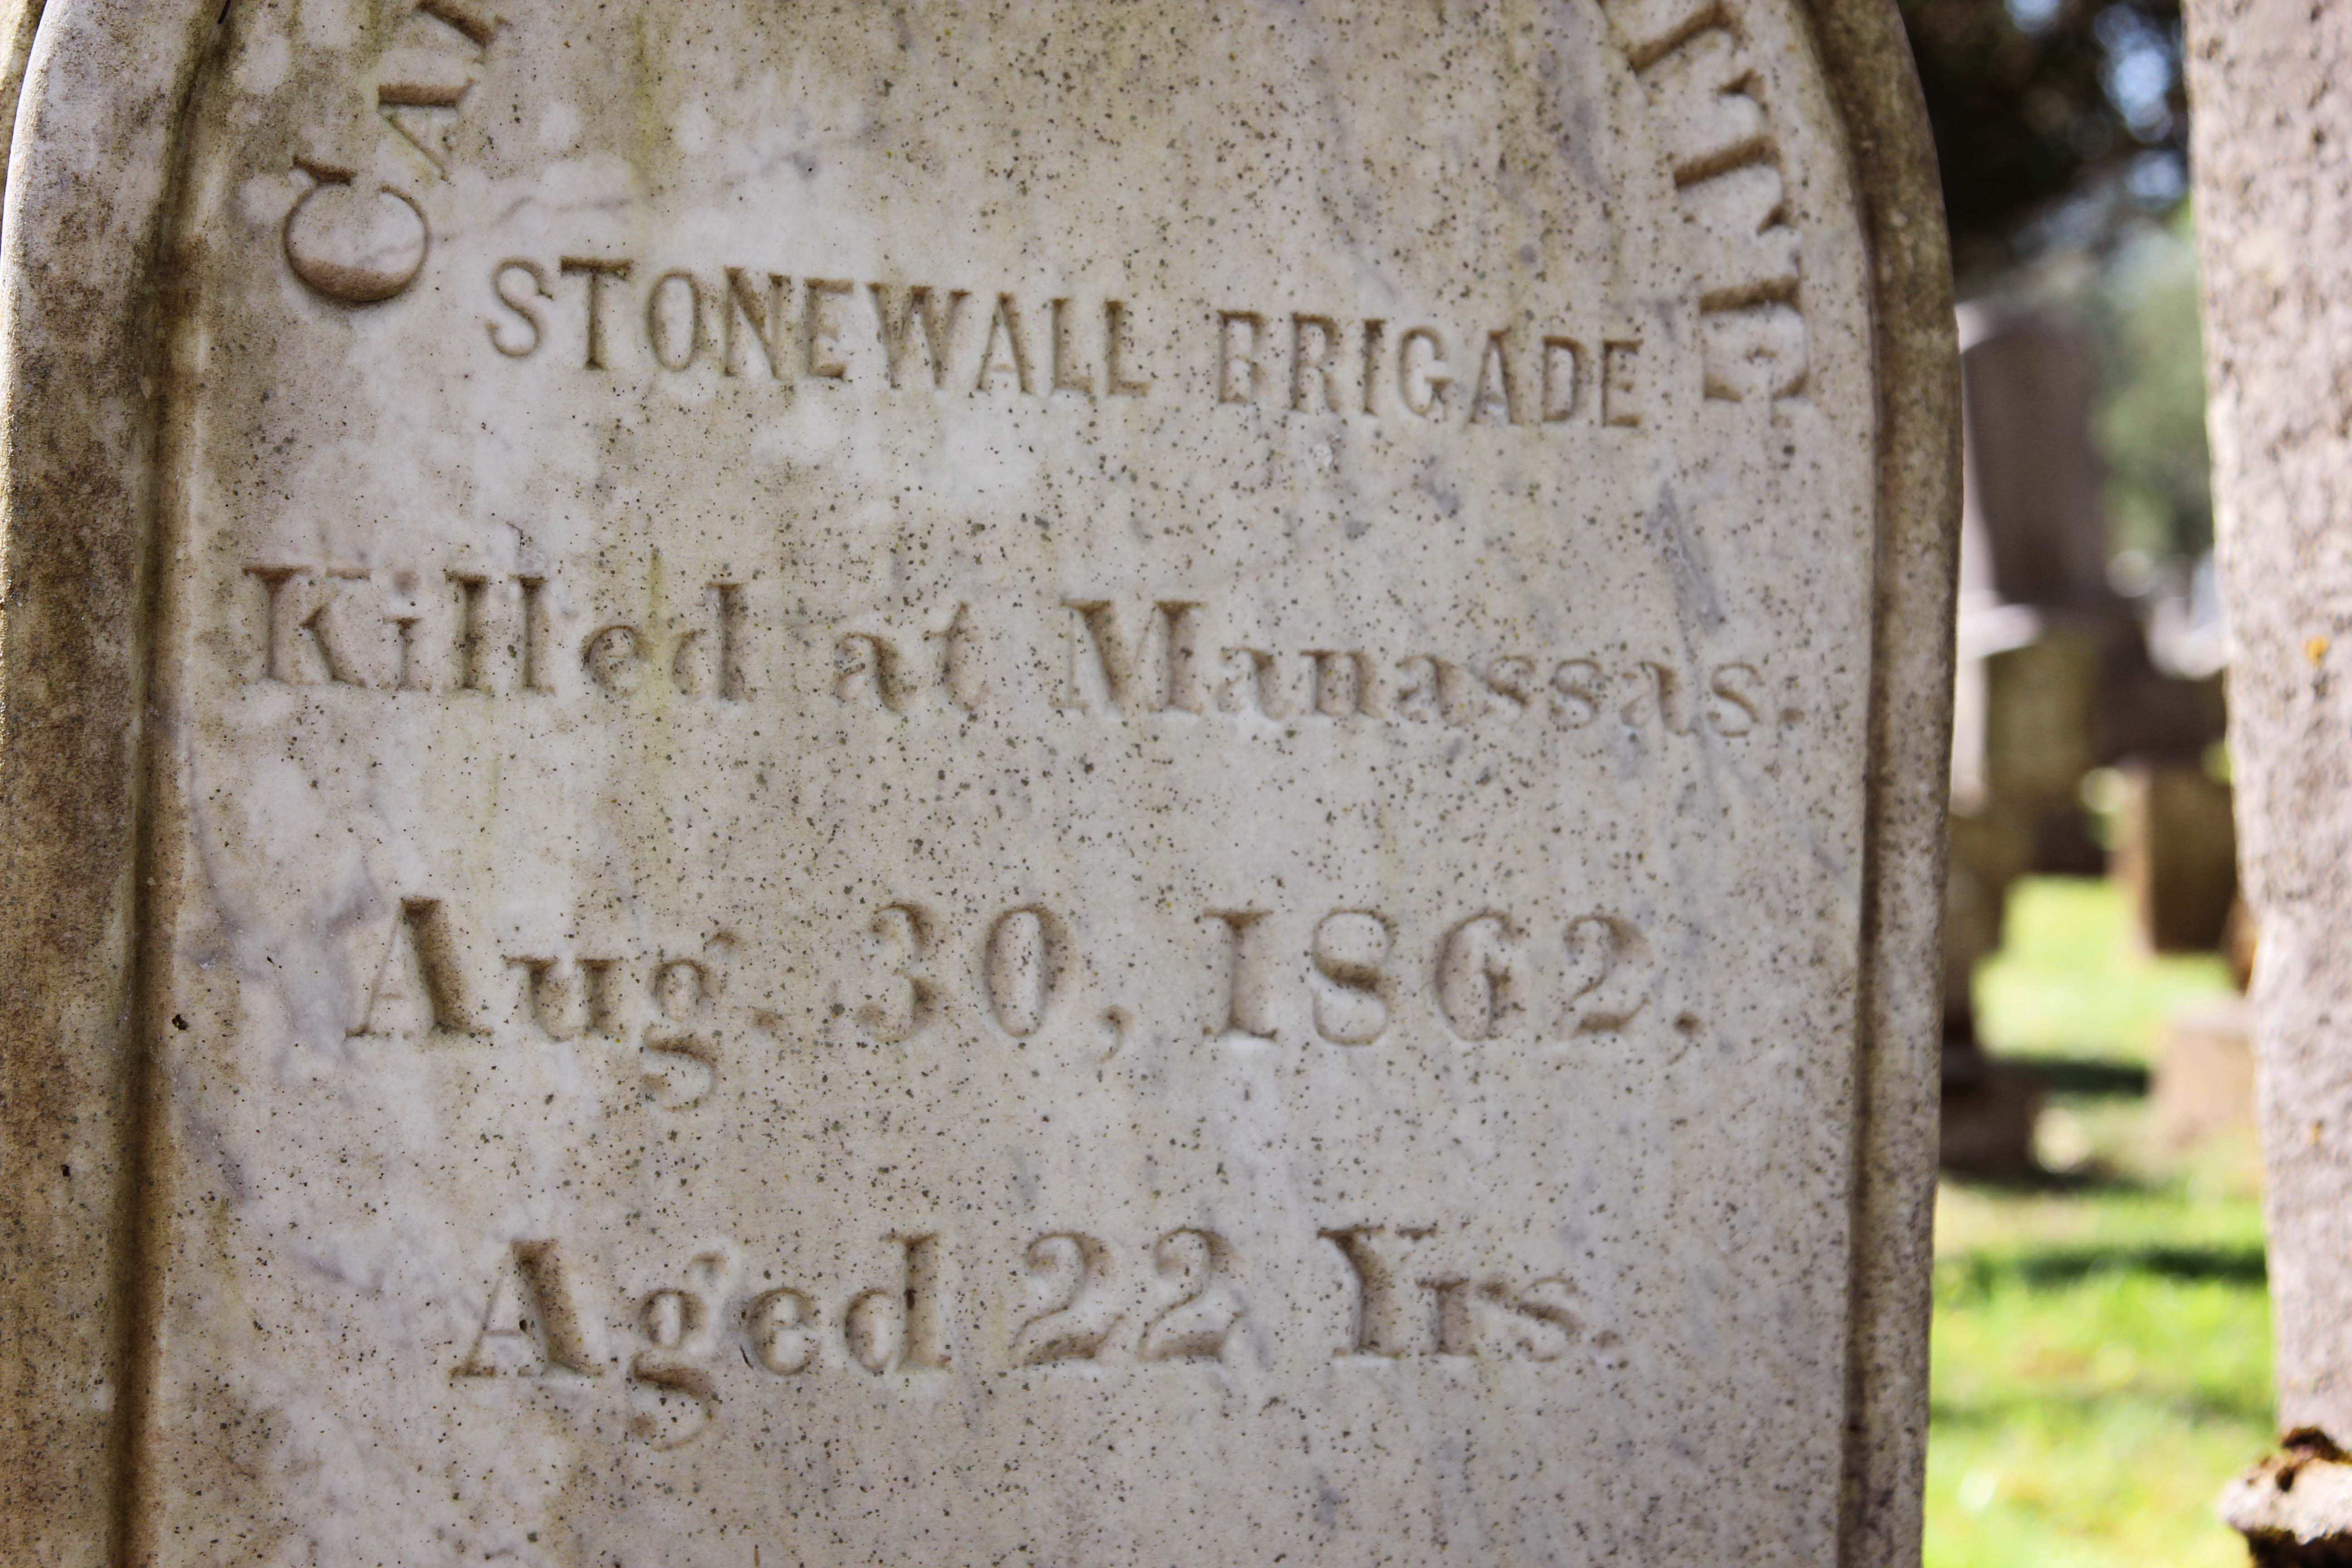 STONEWALL BRIGADE
Killed at Manassas.
Aug. 30, 1862,
Aged 22 Yrs.